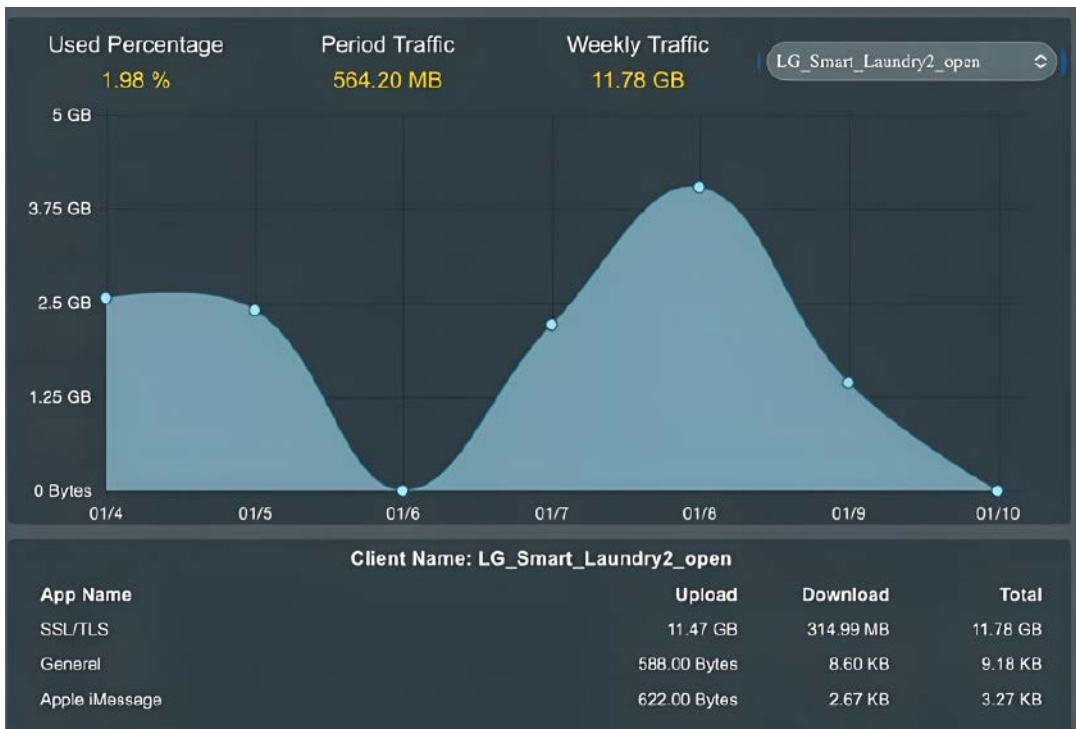 Used Percentage Period Traffic Weekly Traffic
1.98 % 564.20 MB 11.78 GB
LG_Smart_Laundry2_open
5 GB
3.75 GB
2.5 GB
1.25 GB
0 Bytes
01/4 01/5 01/6 01/7 01/8 01/9 01/10
Client Name: LG_Smart_Laundry2_open
App Name Upload Download Total
SSL/TLS 11.47 GB 314.99 MB 11.78 GB
General 588.00 Bytes 8.60 KB 9.18 KB
Apple iMessage 622.00 Bytes 2.67 KB 3.27 KB